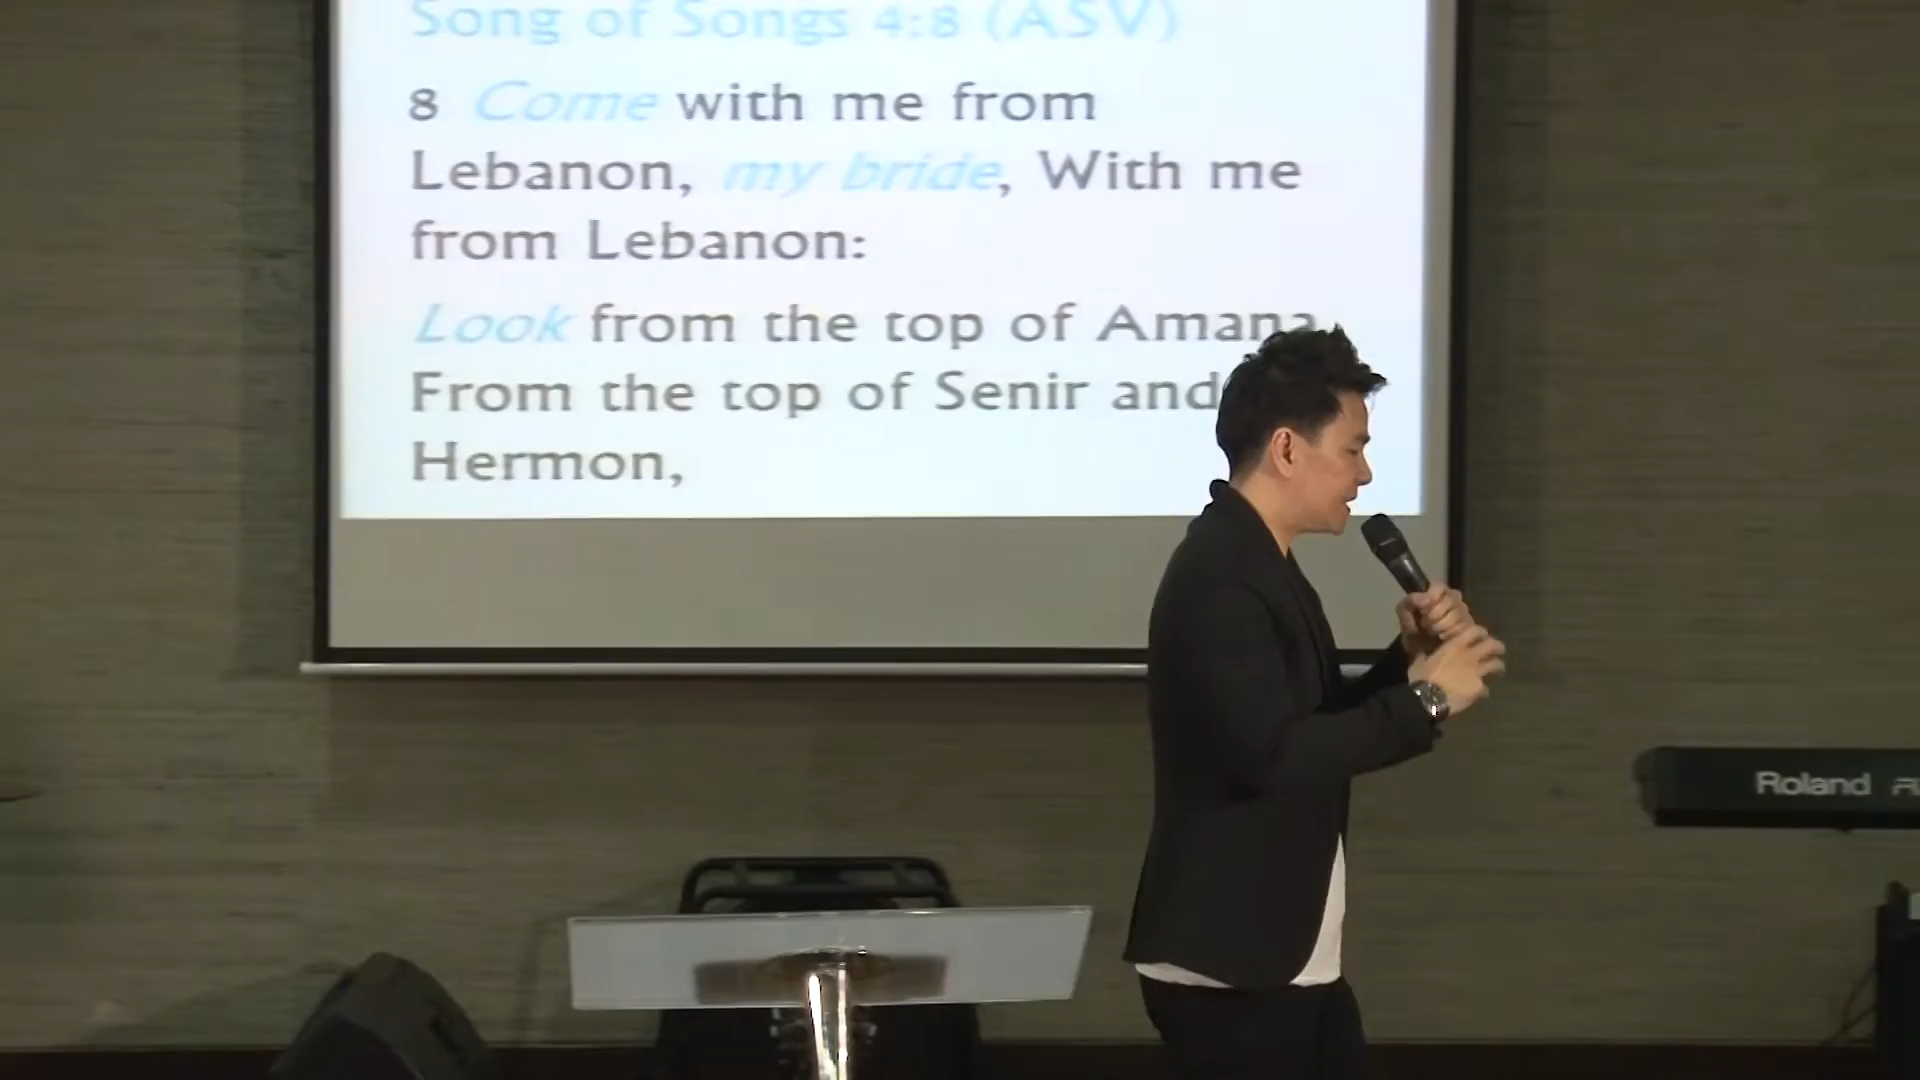 Song of Songs 4:8 (ASV)
8 Come with me from
Lebanon, my bride, With me
from Lebanon:
Look from the top of Amana
From the top of Senir and
Hermon,
Roland